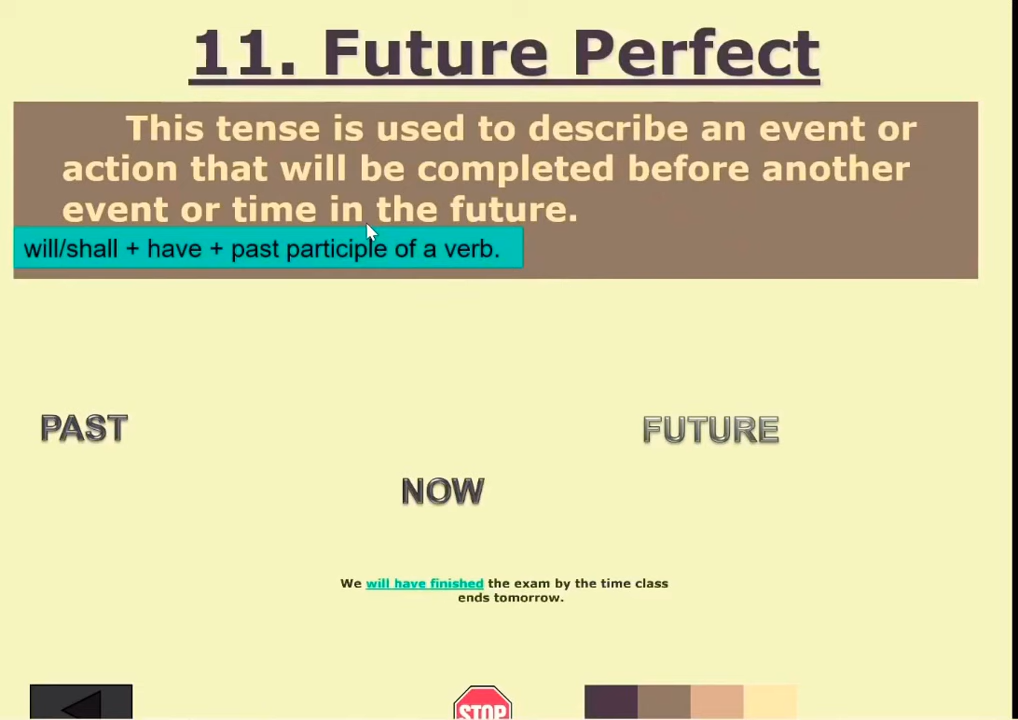 11. Future Perfect
This tense is used to describe an event or
action that will be completed before another
event or time in the future.
will/shall + have + past participle of a verb.
PAST
FUTURE
NOW
We will have finished the exam by the time class
ends tomorrow.
STOP